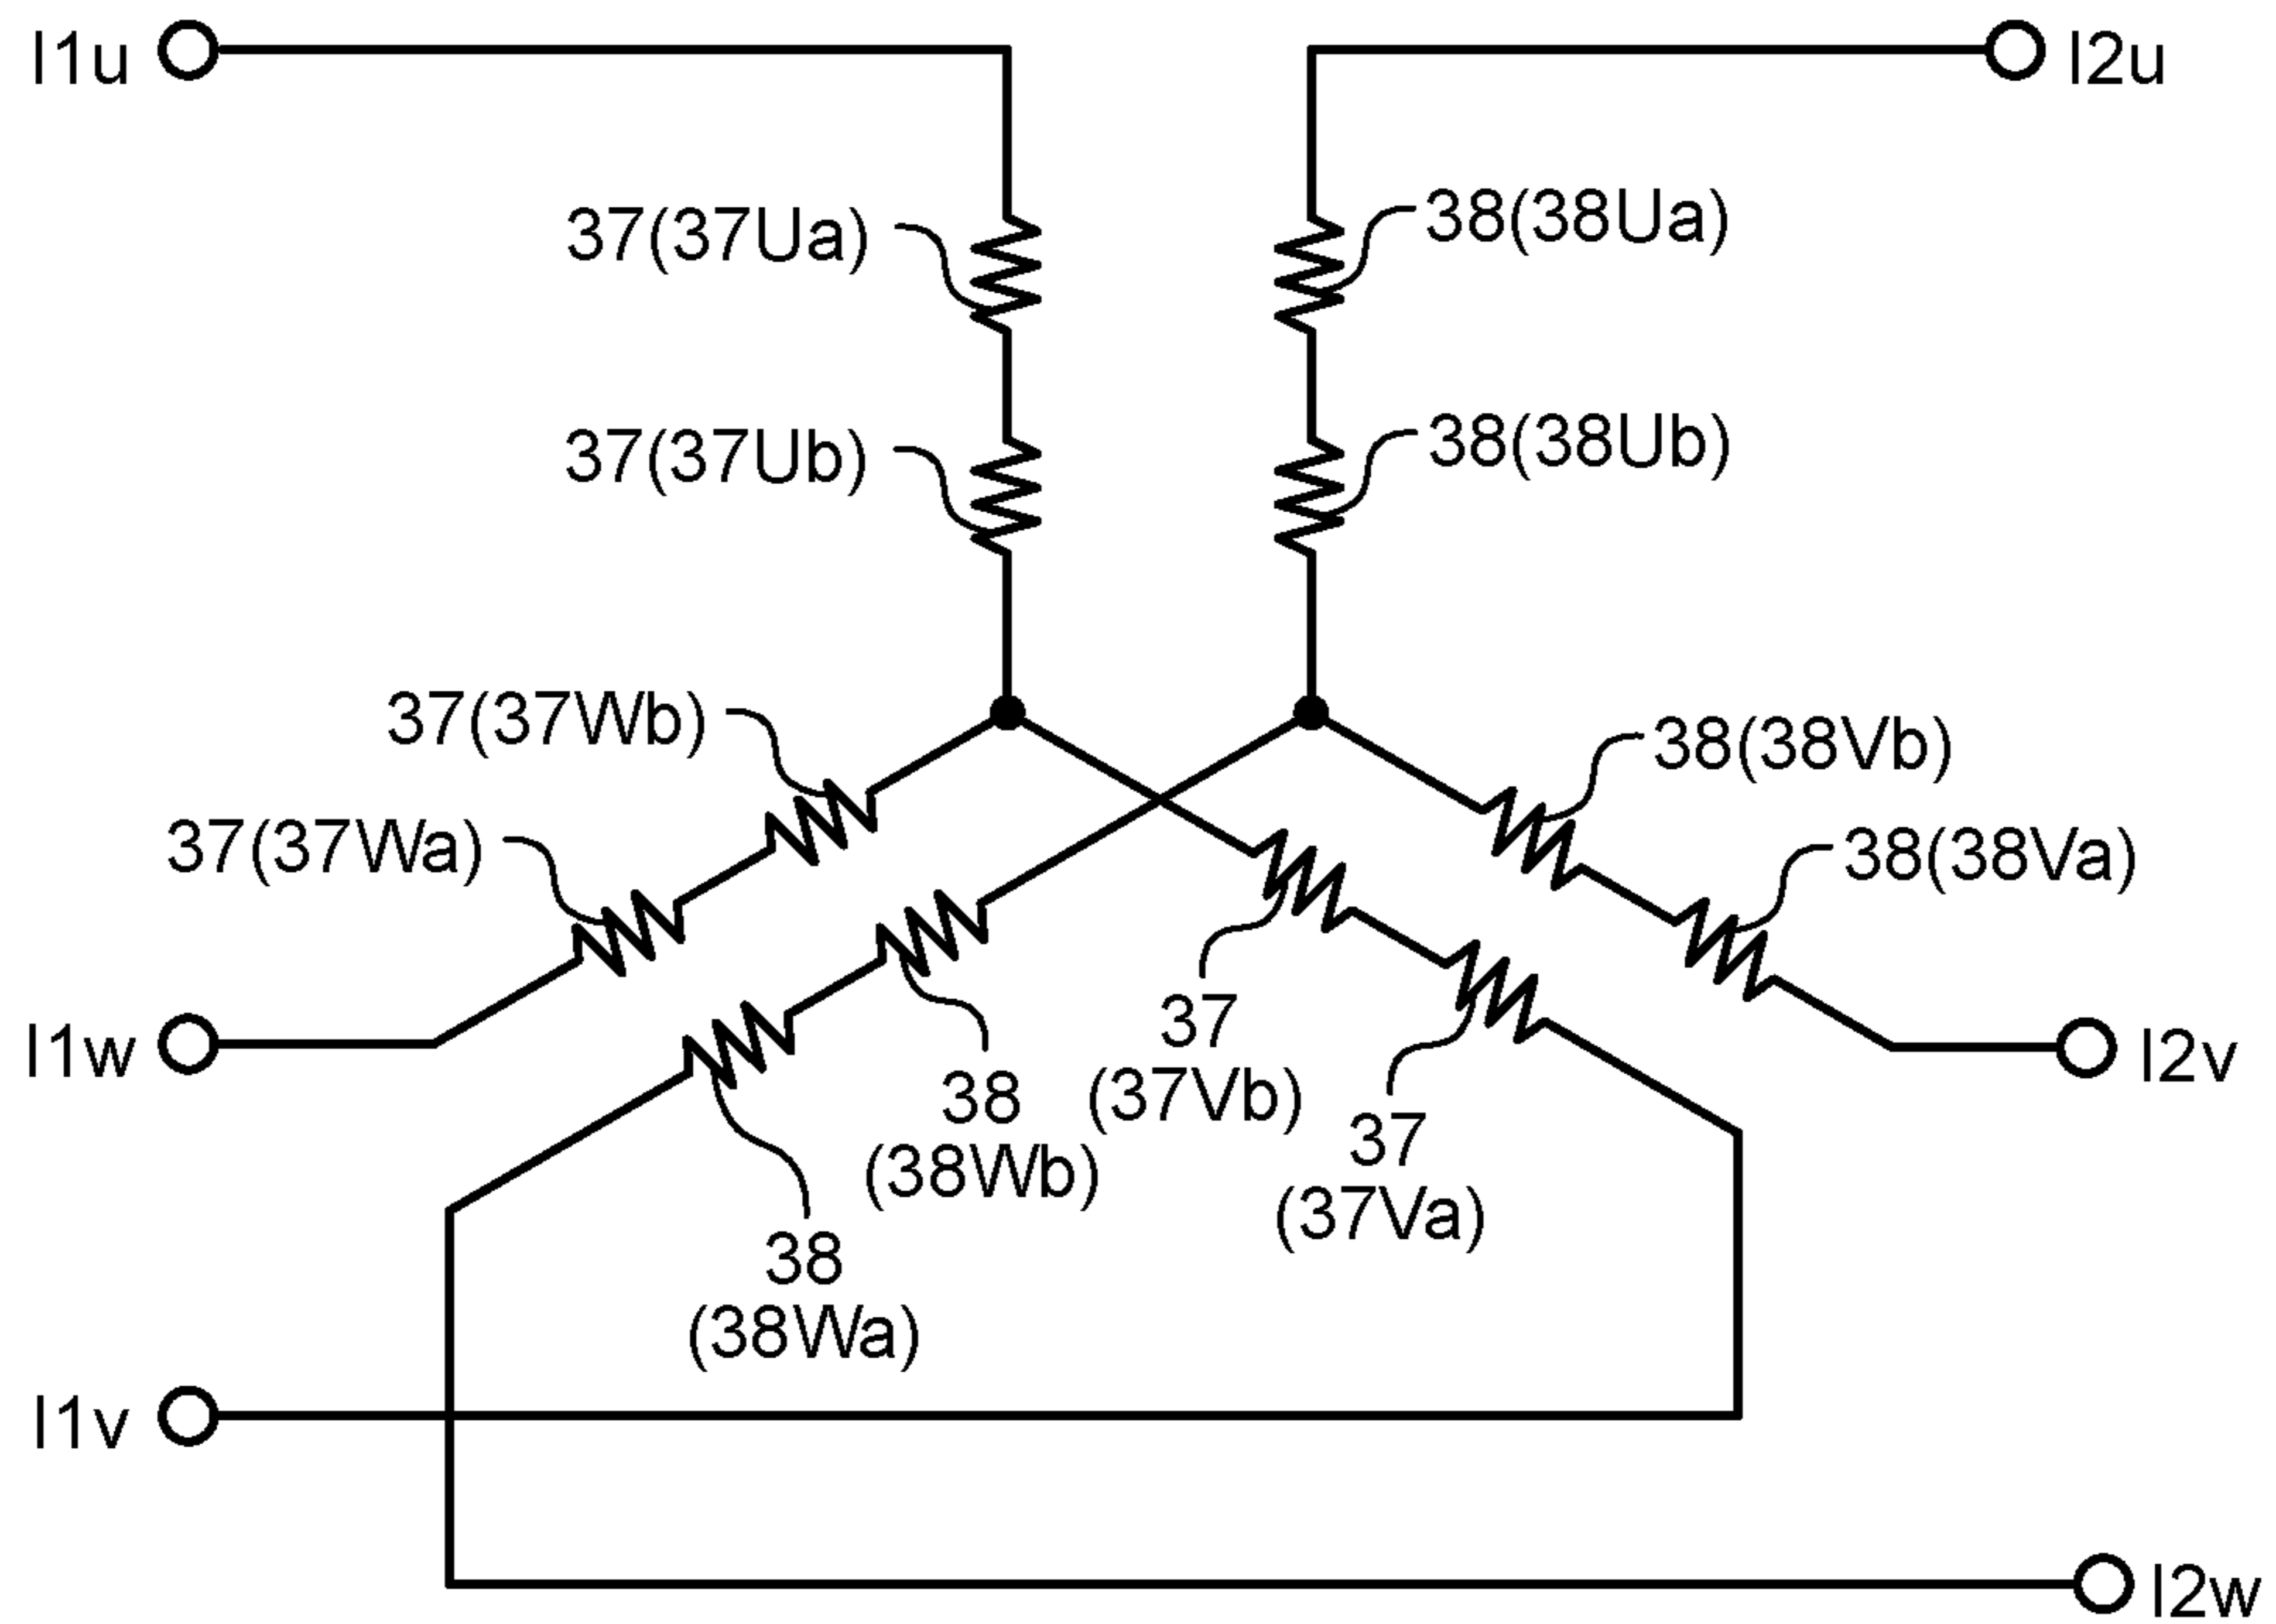 I1u
I2u
37(37Ua)
38(38Ua)
37(37Ub)
38(38Ub)
37(37Wb)
38(38Vb)
37(37Wa)
38(38Va)
37
(37Vb)
I1w
I2v
38
(38Wb)
37
(37Va)
38
(38Wa)
I1v
I2w